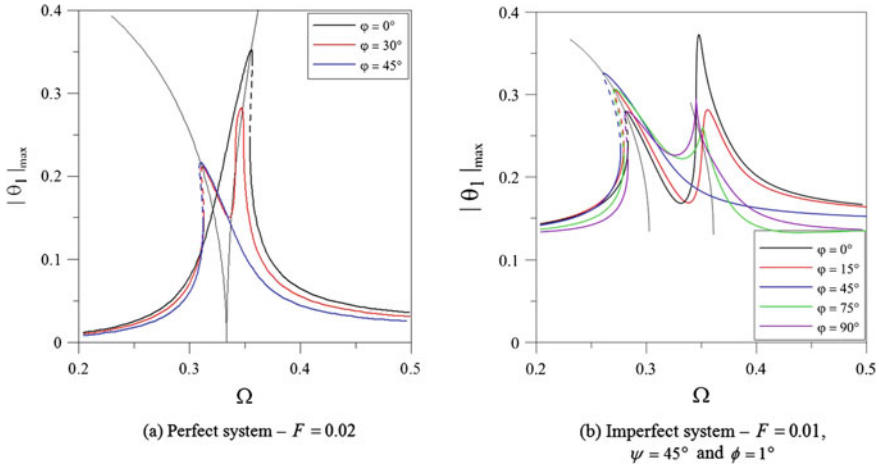 0.4
0.3
0.2
0.1
0
| θ1 |max
0.2
0.3
0.4
0.5
Ω
φ = 0°
φ = 30°
φ = 45°
(a) Perfect system – F = 0.02
0.4
0.3
0.2
0.1
0
| θ1 |max
0.2
0.3
0.4
0.5
Ω
φ = 0°
φ = 15°
φ = 45°
φ = 75°
φ = 90°
(b) Imperfect system – F = 0.01,
ψ = 45° and ϕ = 1°